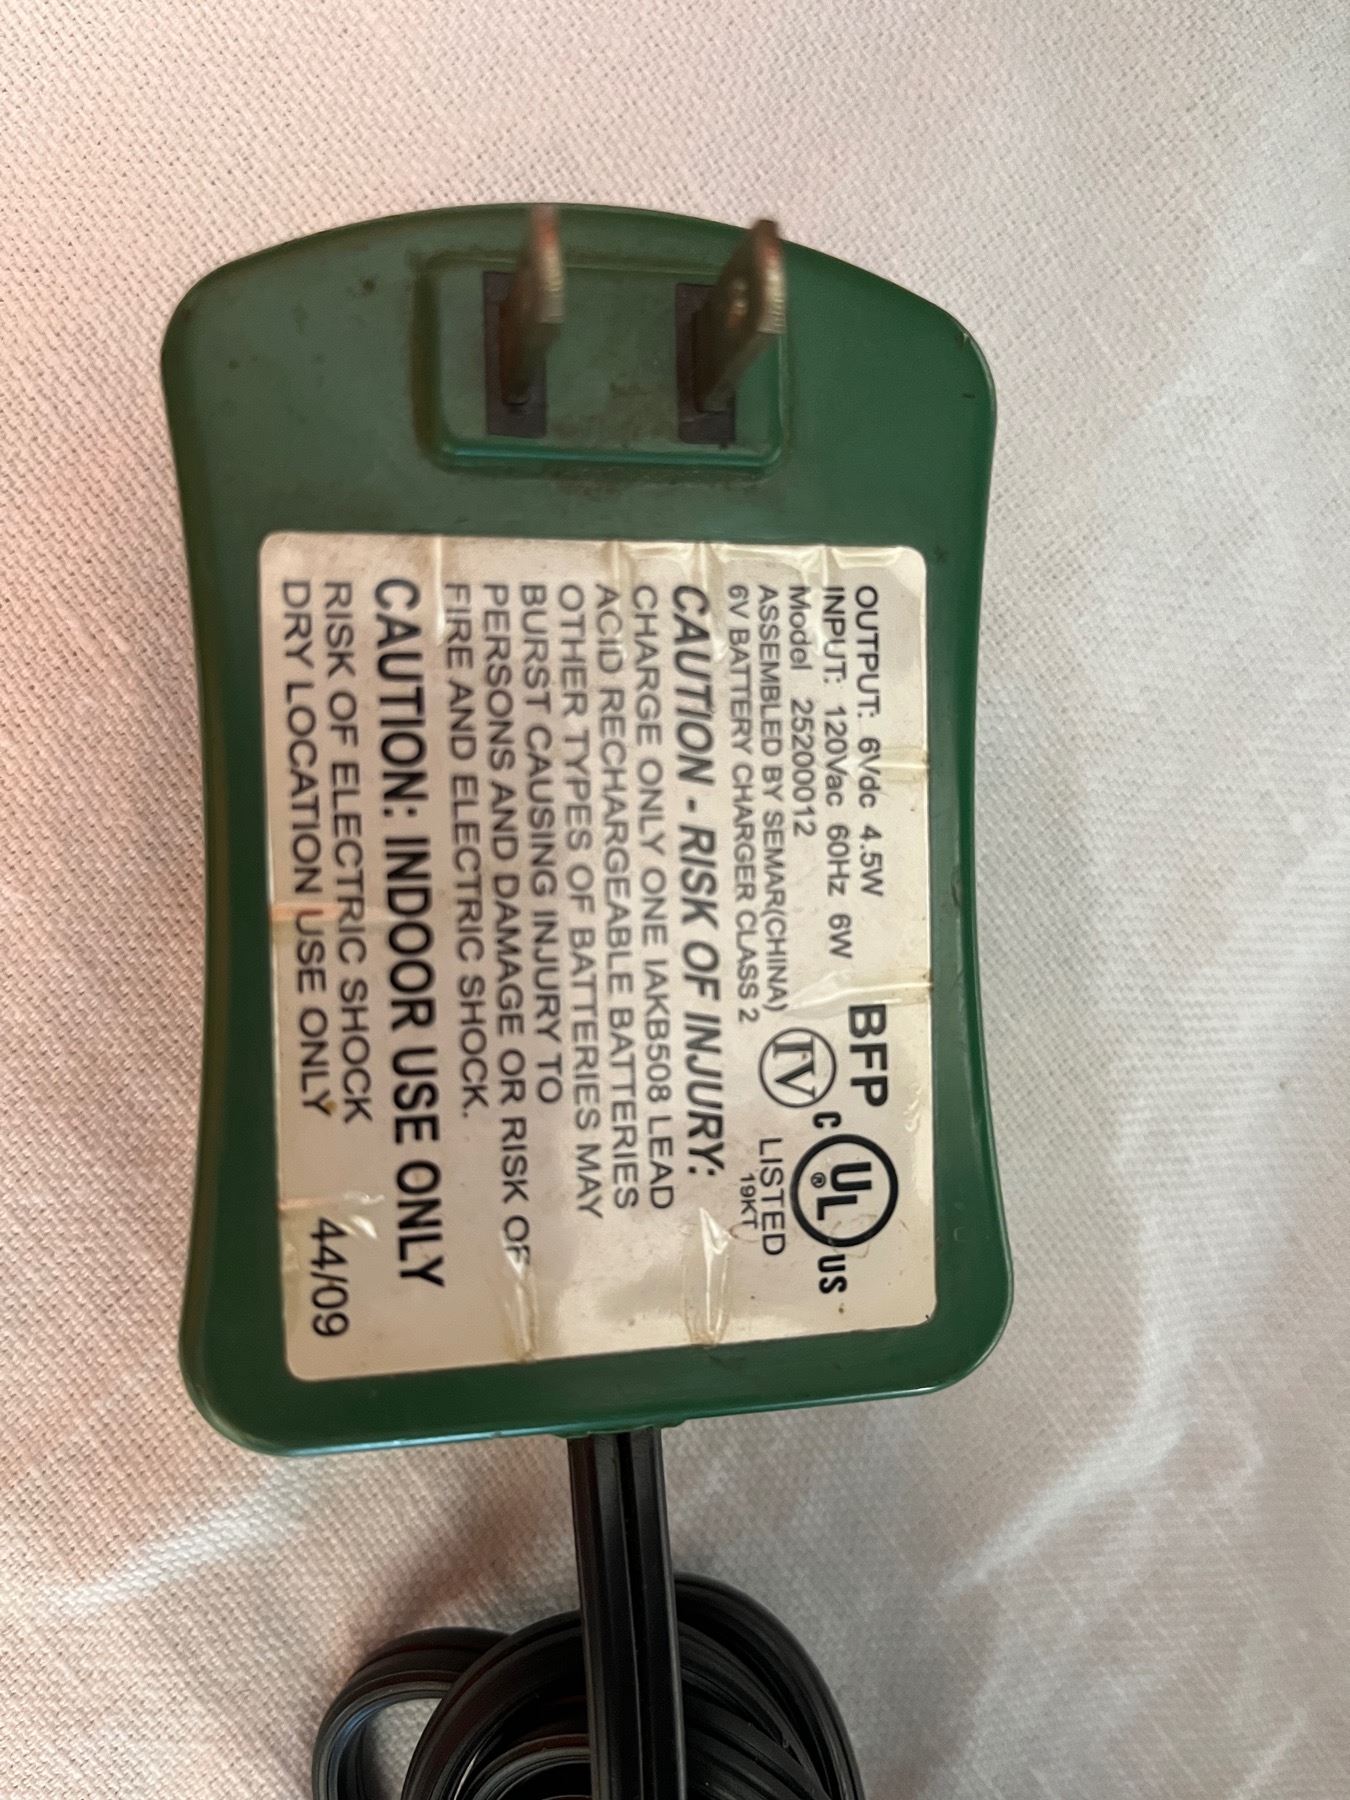 OUTPUT: 6Vdc 4.5W
INPUT: 120Vac 60Hz 6W
Model 25200012
ASSEMBLED BY SEMAR(CHINA)
6V BATTERY CHARGER CLASS 2
BFP
IV
C UL® US
LISTED
19KT
CAUTION - RISK OF INJURY:
CHARGE ONLY ONE IAKB508 LEAD
ACID RECHARGEABLE BATTERIES
OTHER TYPES OF BATTERIES MAY
BURST CAUSING INJURY TO
PERSONS AND DAMAGE OR RISK OF
FIRE AND ELECTRIC SHOCK.
CAUTION: INDOOR USE ONLY
RISK OF ELECTRIC SHOCK
DRY LOCATION USE ONLY
44/09